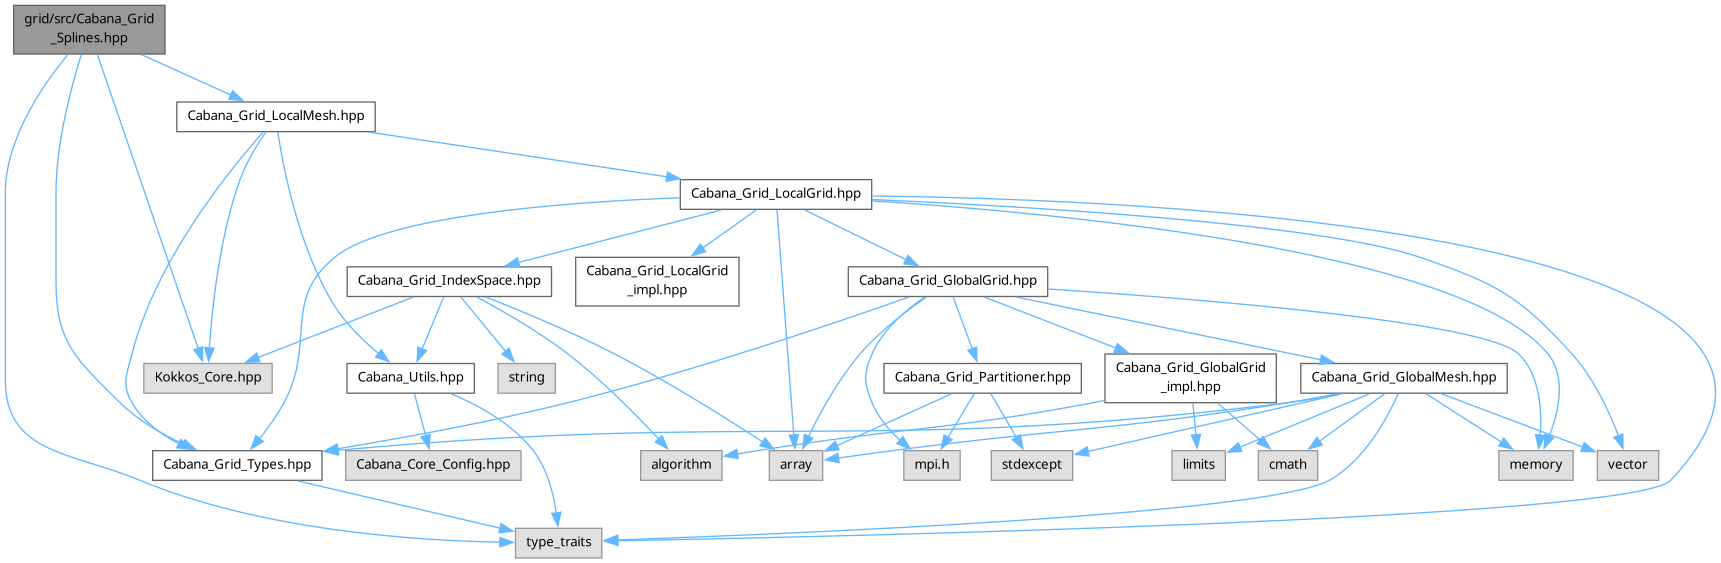 grid/src/Cabana_Grid
_Splines.hpp
Cabana_Grid_LocalMesh.hpp
Cabana_Grid_LocalGrid.hpp
Cabana_Grid_IndexSpace.hpp
Cabana_Grid_LocalGrid
_impl.hpp
Cabana_Grid_GlobalGrid.hpp
Kokkos_Core.hpp
Cabana_Utils.hpp
string
Cabana_Grid_Partitioner.hpp
Cabana_Grid_GlobalGrid
_impl.hpp
Cabana_Grid_GlobalMesh.hpp
Cabana_Grid_Types.hpp
Cabana_Core_Config.hpp
algorithm
array
mpi.h
stdexcept
limits
cmath
memory
vector
type_traits